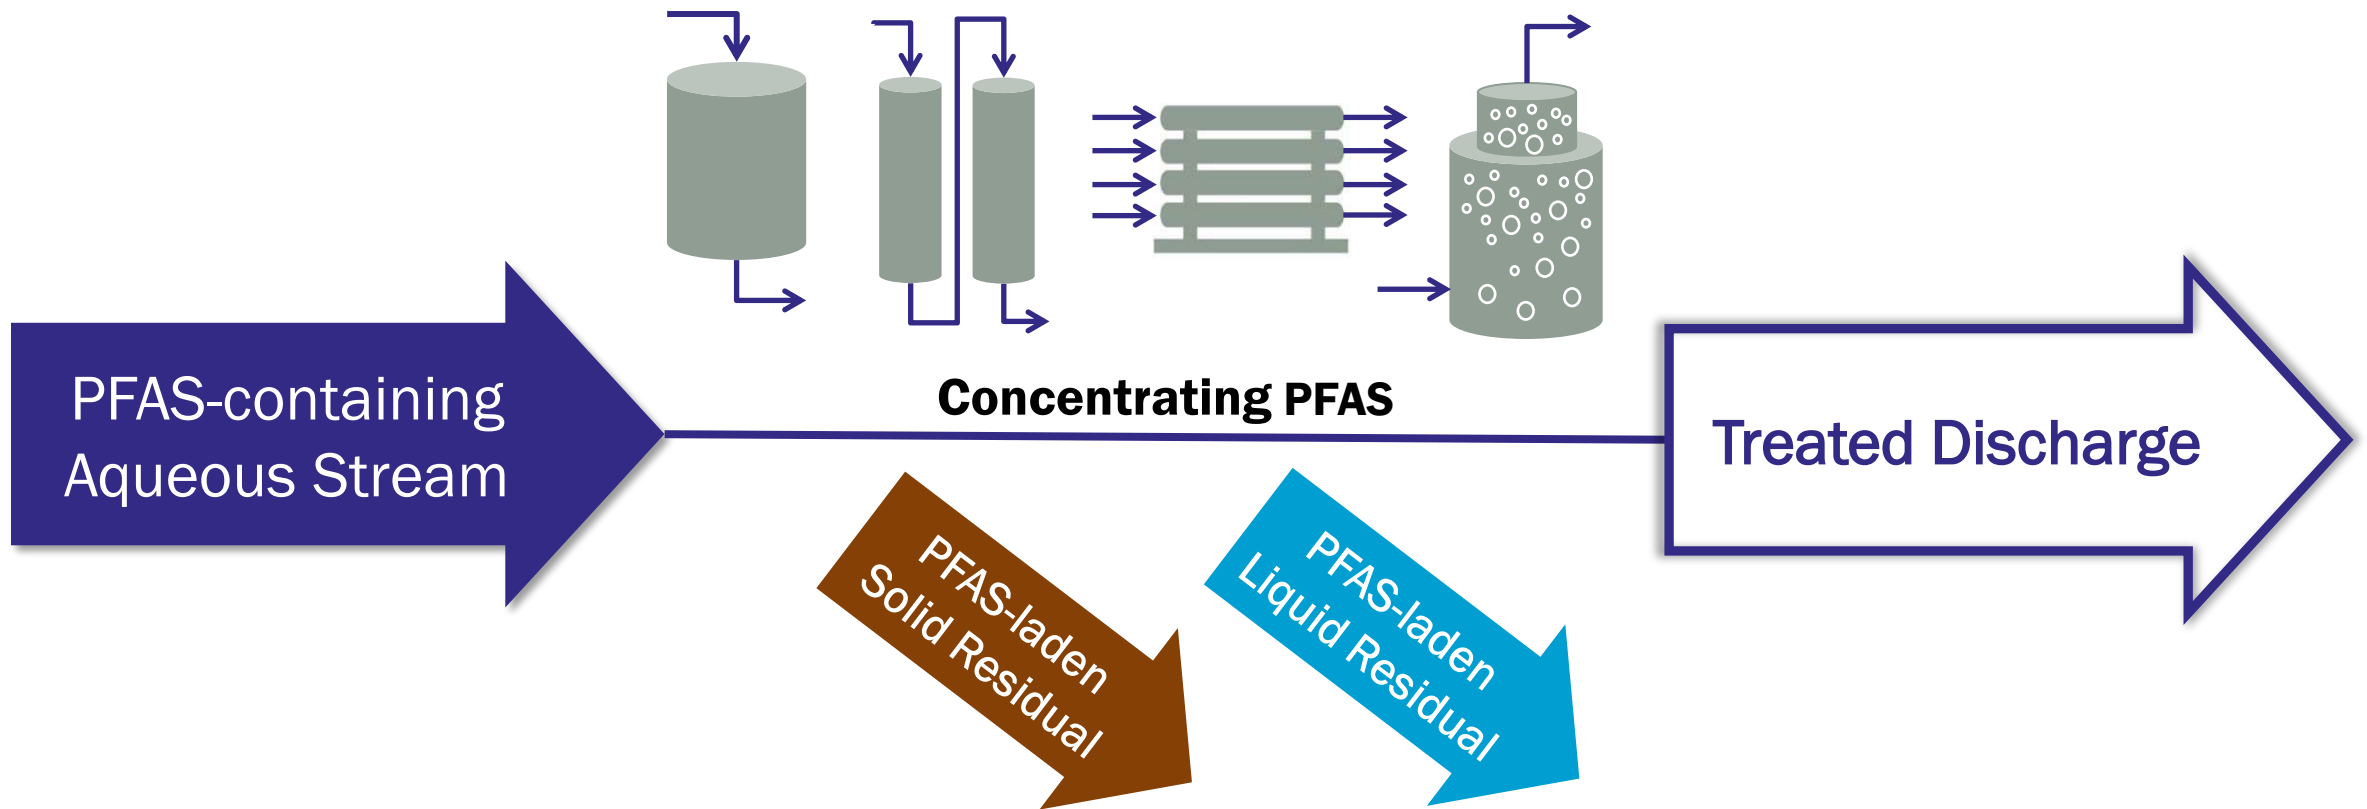 PFAS-containing
Aqueous Stream
Concentrating PFAS
Treated Discharge
PFAS-laden
Solid Residual
PFAS-laden
Liquid Residual